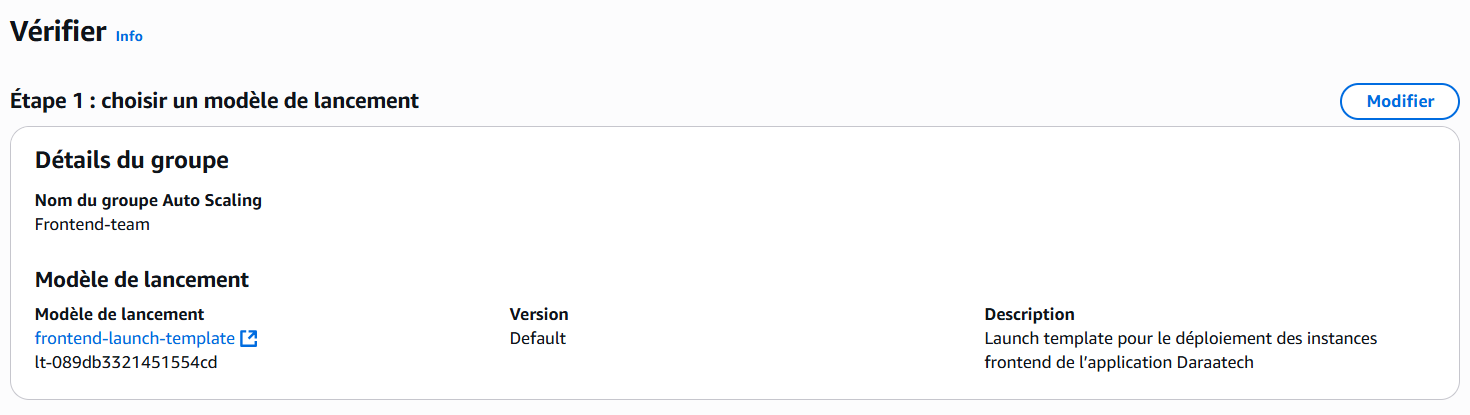 Vérifier Info
Étape 1 : choisir un modèle de lancement
Modifier
Détails du groupe
Nom du groupe Auto Scaling
Frontend-team
Modèle de lancement
Modèle de lancement
frontend-launch-template
lt-089db3321451554cd
Version
Default
Description
Launch template pour le déploiement des instances
frontend de l’application Daraatech